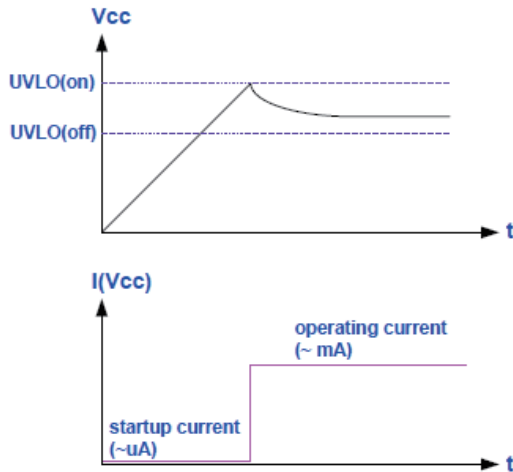 Vcc
UVLO(on)
UVLO(off)
t
I(Vcc)
operating current
(~ mA)
startup current
(~uA)
t